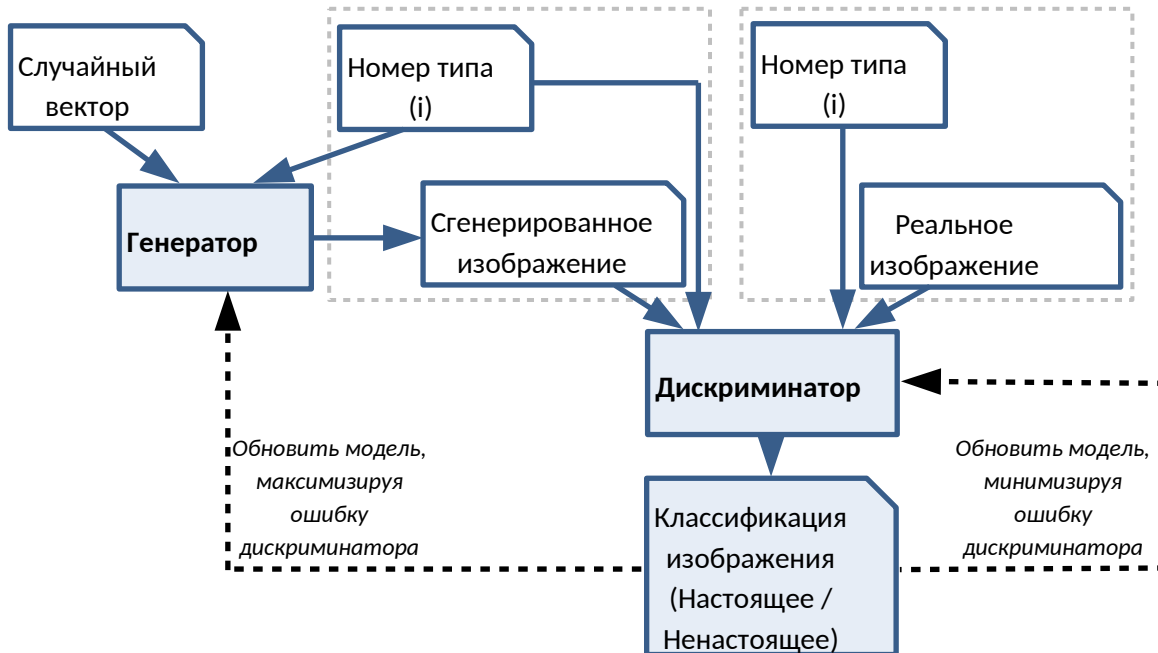 Случайный
вектор
Номер типа
(i)
Номер типа
(i)
Генератор
Сгенерированное
изображение
Реальное
изображение
Дискриминатор
Обновить модель,
максимизируя
ошибку
дискриминатора
Обновить модель,
минимизируя
ошибку
дискриминатора
Классификация
изображения
(Настоящее /
Ненастоящее)